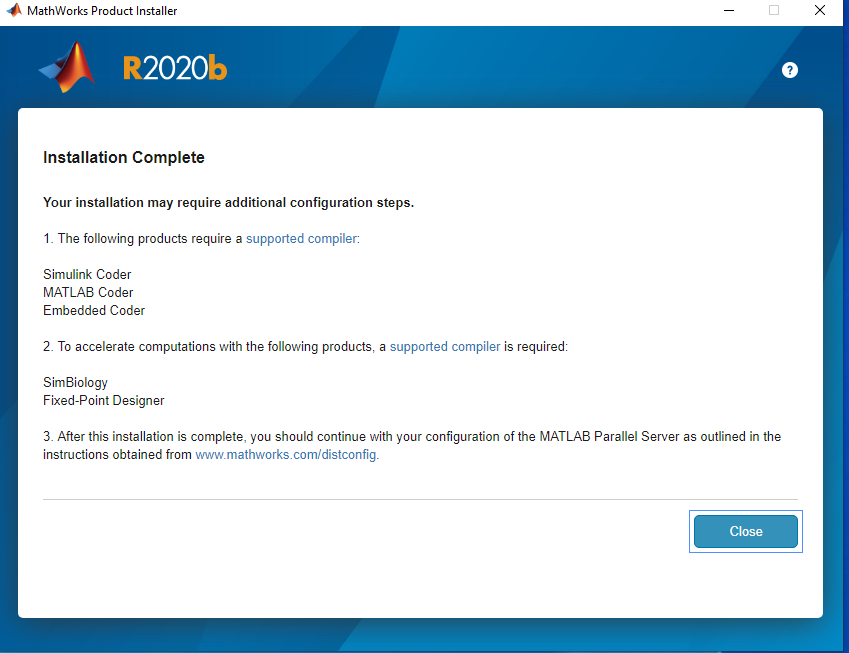 MathWorks Product Installer
R2020b
?
Installation Complete
Your installation may require additional configuration steps.
1. The following products require a supported compiler:
Simulink Coder
MATLAB Coder
Embedded Coder
2. To accelerate computations with the following products, a supported compiler is required:
SimBiology
Fixed-Point Designer
3. After this installation is complete, you should continue with your configuration of the MATLAB Parallel Server as outlined in the
instructions obtained from www.mathworks.com/distconfig.
Close